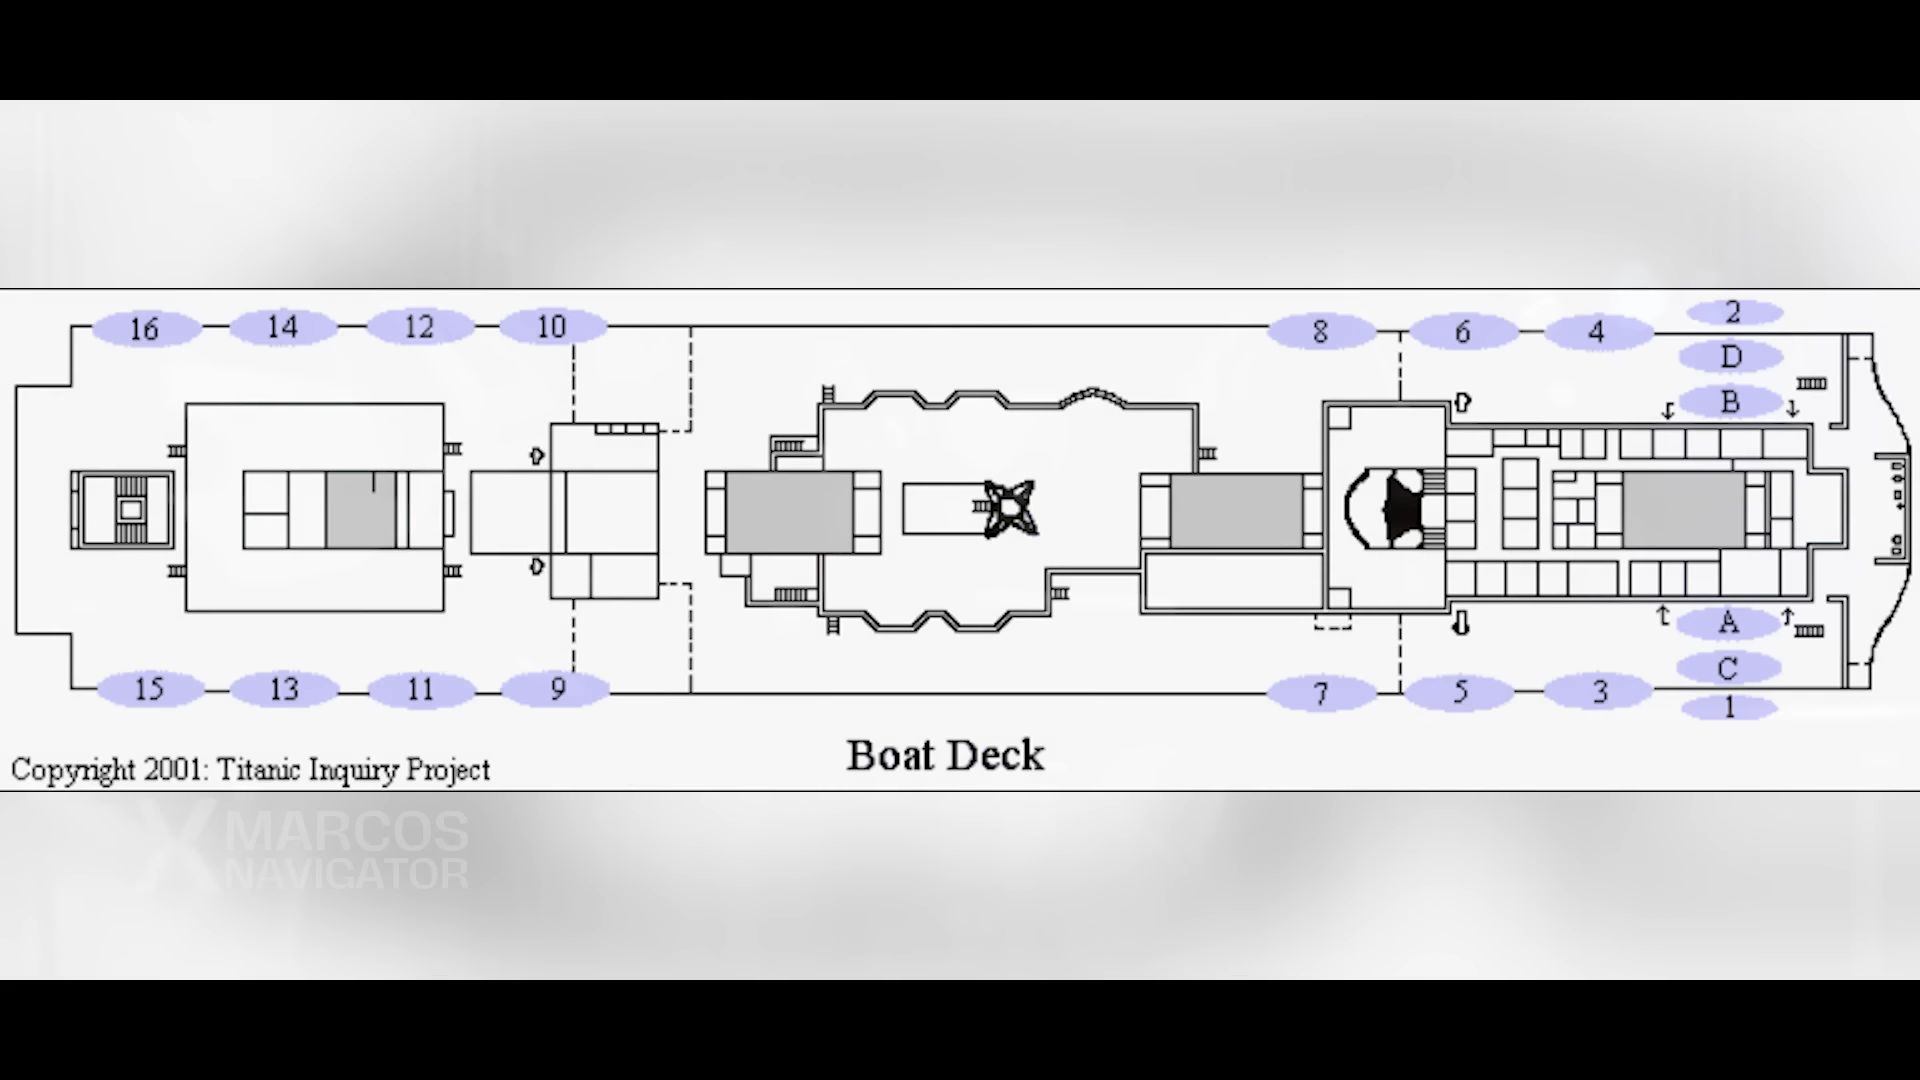 16 14 12 10 8 6 4 2
D
B
A
C
15 13 11 9 7 5 3 1
Boat Deck
Copyright 2001: Titanic Inquiry Project
X MARCOS
NAVIGATOR